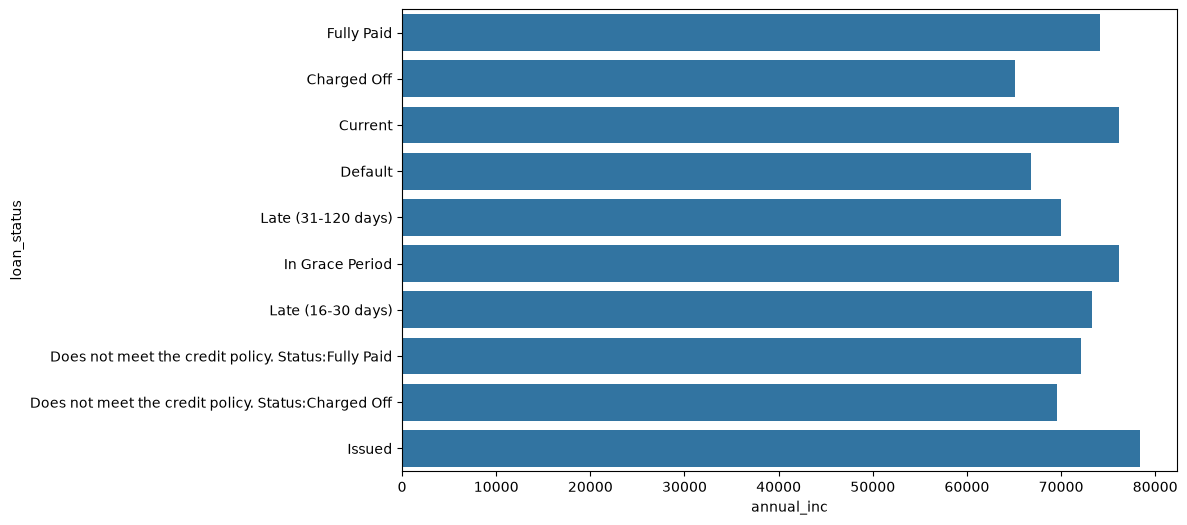 loan_status
Fully Paid
Charged Off
Current
Default
Late (31-120 days)
In Grace Period
Late (16-30 days)
Does not meet the credit policy. Status:Fully Paid
Does not meet the credit policy. Status:Charged Off
Issued
0 10000 20000 30000 40000 50000 60000 70000 80000
annual_inc